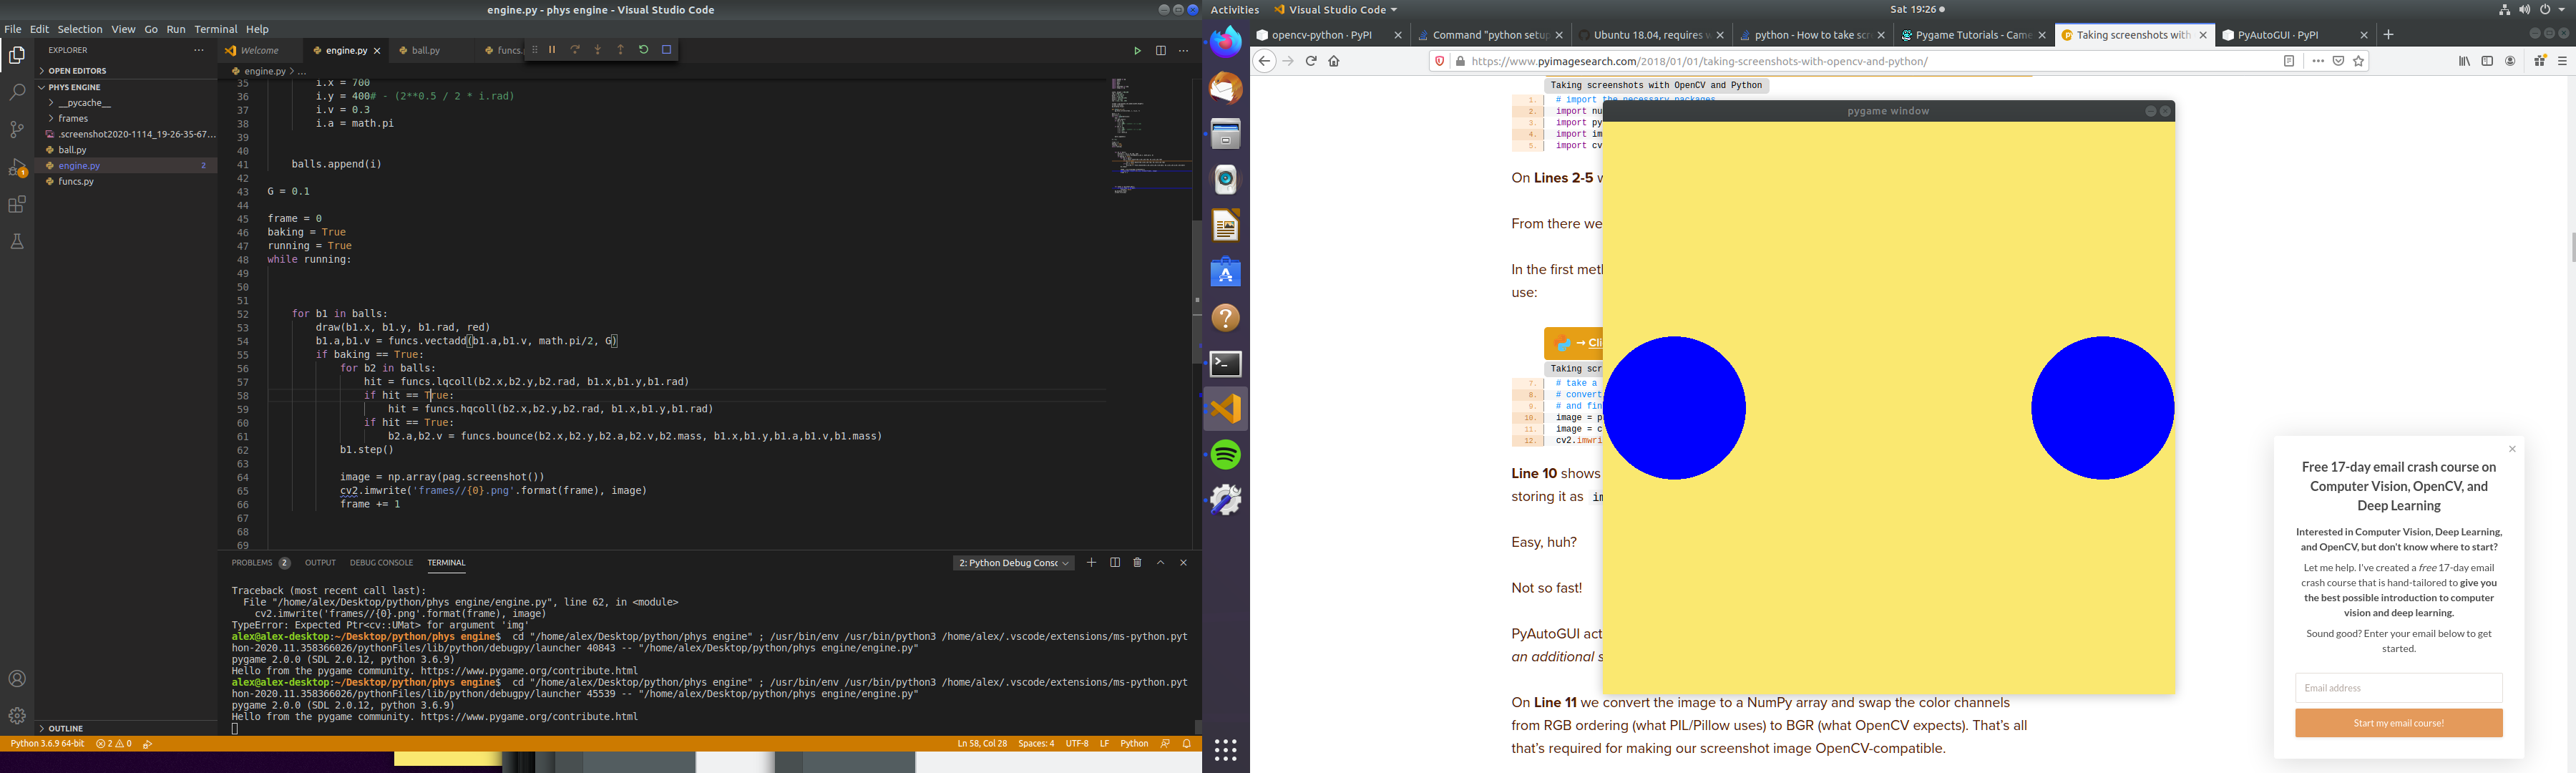 engine.py - phys engine - Visual Studio Code
File Edit Selection View Go Run Terminal Help
EXPLORER
OPEN EDITORS
PHYS ENGINE
__pycache__
frames
.screenshot2020-1114_19-26-35-67...
ball.py
engine.py 2
funcs.py
OUTLINE
1
Welcome
engine.py
ball.py
funcs.
engine.py > ...
35 i.x = 700
36 i.y = 400# - (2**0.5 / 2 * i.rad)
37 i.v = 0.3
38 i.a = math.pi
39
40
41 balls.append(i)
42
43 G = 0.1
44
45 frame = 0
46 baking = True
47 running = True
48 while running:
49
50
51
52 for b1 in balls:
53 draw(b1.x, b1.y, b1.rad, red)
54 b1.a,b1.v = funcs.vectadd(b1.a,b1.v, math.pi/2, G)
55 if baking == True:
56 for b2 in balls:
57 hit = funcs.lqcoll(b2.x,b2.y,b2.rad, b1.x,b1.y,b1.rad)
58 if hit == True:
59 hit = funcs.hqcoll(b2.x,b2.y,b2.rad, b1.x,b1.y,b1.rad)
60 if hit == True:
61 b2.a,b2.v = funcs.bounce(b2.x,b2.y,b2.a,b2.v,b2.mass, b1.x,b1.y,b1.a,b1.v,b1.mass)
62 b1.step()
63
64 image = np.array(pag.screenshot())
65 cv2.imwrite('frames//{0}.png'.format(frame), image)
66 frame += 1
67
68
69
PROBLEMS 2 OUTPUT DEBUG CONSOLE TERMINAL
2: Python Debug Consc
Traceback (most recent call last):
File "/home/alex/Desktop/python/phys engine/engine.py", line 62, in <module>
cv2.imwrite('frames//{0}.png'.format(frame), image)
TypeError: Expected Ptr<cv::UMat> for argument 'img'
alex@alex-desktop:~/Desktop/python/phys engine$ cd "/home/alex/Desktop/python/phys engine" ; /usr/bin/env /usr/bin/python3 /home/alex/.vscode/extensions/ms-python.pyt
hon-2020.11.358366026/pythonFiles/lib/python/debugpy/launcher 40843 -- "/home/alex/Desktop/python/phys engine/engine.py"
pygame 2.0.0 (SDL 2.0.12, python 3.6.9)
Hello from the pygame community. https://www.pygame.org/contribute.html
alex@alex-desktop:~/Desktop/python/phys engine$ cd "/home/alex/Desktop/python/phys engine" ; /usr/bin/env /usr/bin/python3 /home/alex/.vscode/extensions/ms-python.pyt
hon-2020.11.358366026/pythonFiles/lib/python/debugpy/launcher 45539 -- "/home/alex/Desktop/python/phys engine/engine.py"
pygame 2.0.0 (SDL 2.0.12, python 3.6.9)
Hello from the pygame community. https://www.pygame.org/contribute.html
Python 3.6.9 64-bit 2 0
Ln 58, Col 28 Spaces: 4 UTF-8 LF Python
Activities Visual Studio Code Sat 19:26
opencv-python · PyPI
Command "python setup
Ubuntu 18.04, requires w
python - How to take scr
Pygame Tutorials - Came
Taking screenshots with
PyAutoGUI · PyPI
https://www.pyimagesearch.com/2018/01/01/taking-screenshots-with-opencv-and-python/
Taking screenshots with OpenCV and Python
1. # import the necessary packages
2. import nu
3. import py
4. import im
5. import cv
pygame window
On Lines 2-5 w
From there we
In the first meth
use:
→ Cli
Taking scr
7. # take a
8. # convert
9. # and fin
10. image = p
11. image = c
12. cv2.imwri
Line 10 shows
storing it as im
Easy, huh?
Not so fast!
PyAutoGUI act
an additional s
On Line 11 we convert the image to a NumPy array and swap the color channels
from RGB ordering (what PIL/Pillow uses) to BGR (what OpenCV expects). That's all
that's required for making our screenshot image OpenCV-compatible.
Free 17-day email crash course on
Computer Vision, OpenCV, and
Deep Learning
Interested in Computer Vision, Deep Learning,
and OpenCV, but don't know where to start?
Let me help. I've created a free 17-day email
crash course that is hand-tailored to give you
the best possible introduction to computer
vision and deep learning.
Sound good? Enter your email below to get
started.
Email address
Start my email course!